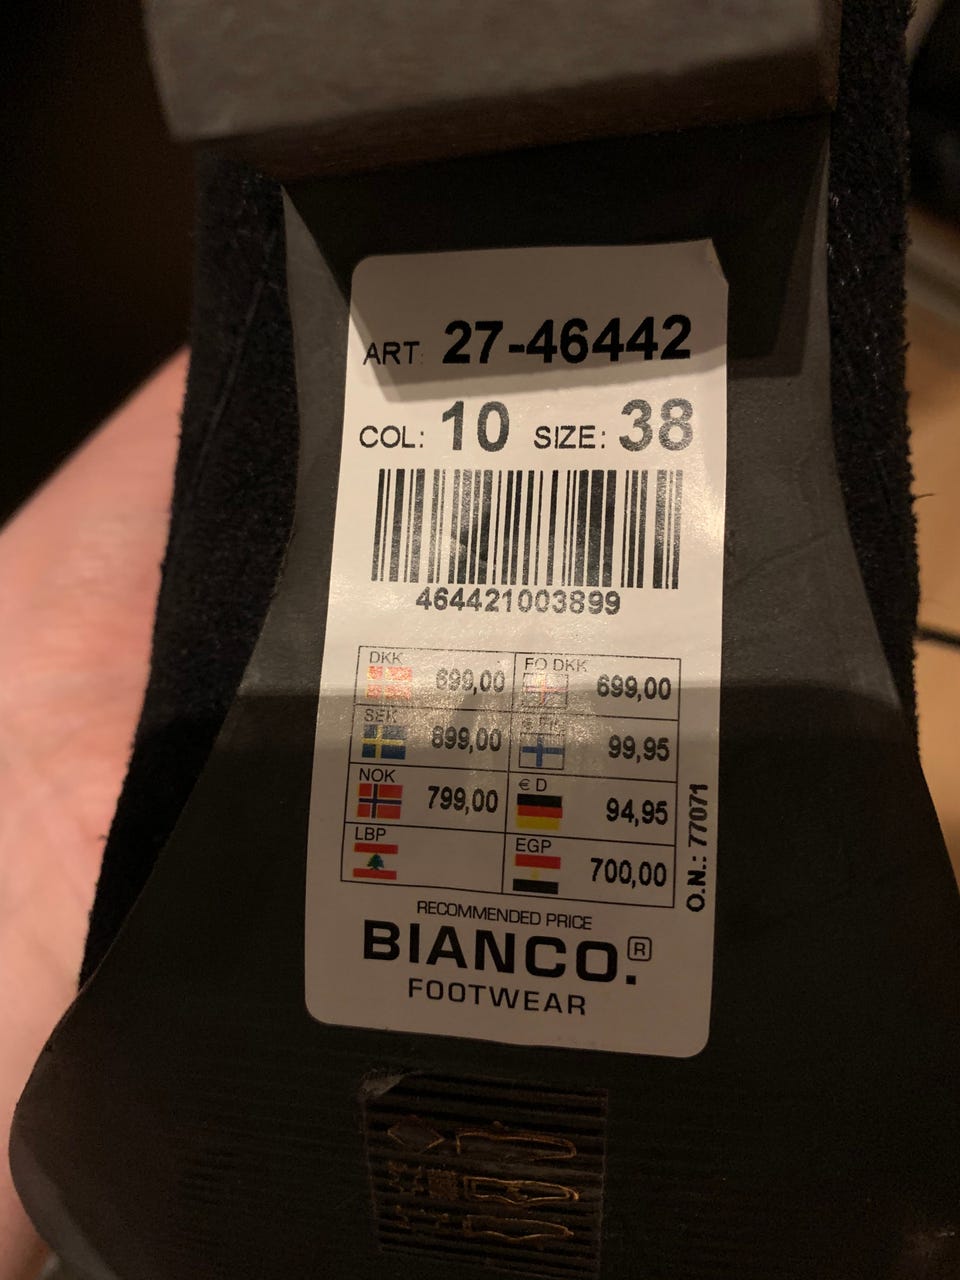 ART: 27-46442
COL: 10 SIZE: 38
464421003899
DKK 699,00 FO DKK 699,00
SEK 899,00 € FIN 99,95
NOK 799,00 € D 94,95
LBP EGP 700,00
O.N.: 77071
RECOMMENDED PRICE
BIANCO.®
FOOTWEAR